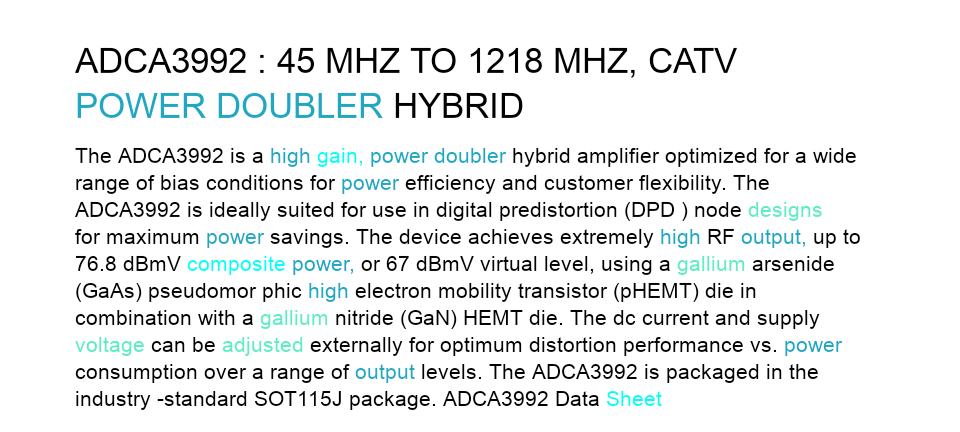 ADCA3992 : 45 MHZ TO 1218 MHZ, CATV
POWER DOUBLER HYBRID
The ADCA3992 is a high gain, power doubler hybrid amplifier optimized for a wide
range of bias conditions for power efficiency and customer flexibility. The
ADCA3992 is ideally suited for use in digital predistortion (DPD ) node designs
for maximum power savings. The device achieves extremely high RF output, up to
76.8 dBmV composite power, or 67 dBmV virtual level, using a gallium arsenide
(GaAs) pseudomor phic high electron mobility transistor (pHEMT) die in
combination with a gallium nitride (GaN) HEMT die. The dc current and supply
voltage can be adjusted externally for optimum distortion performance vs. power
consumption over a range of output levels. The ADCA3992 is packaged in the
industry -standard SOT115J package. ADCA3992 Data Sheet